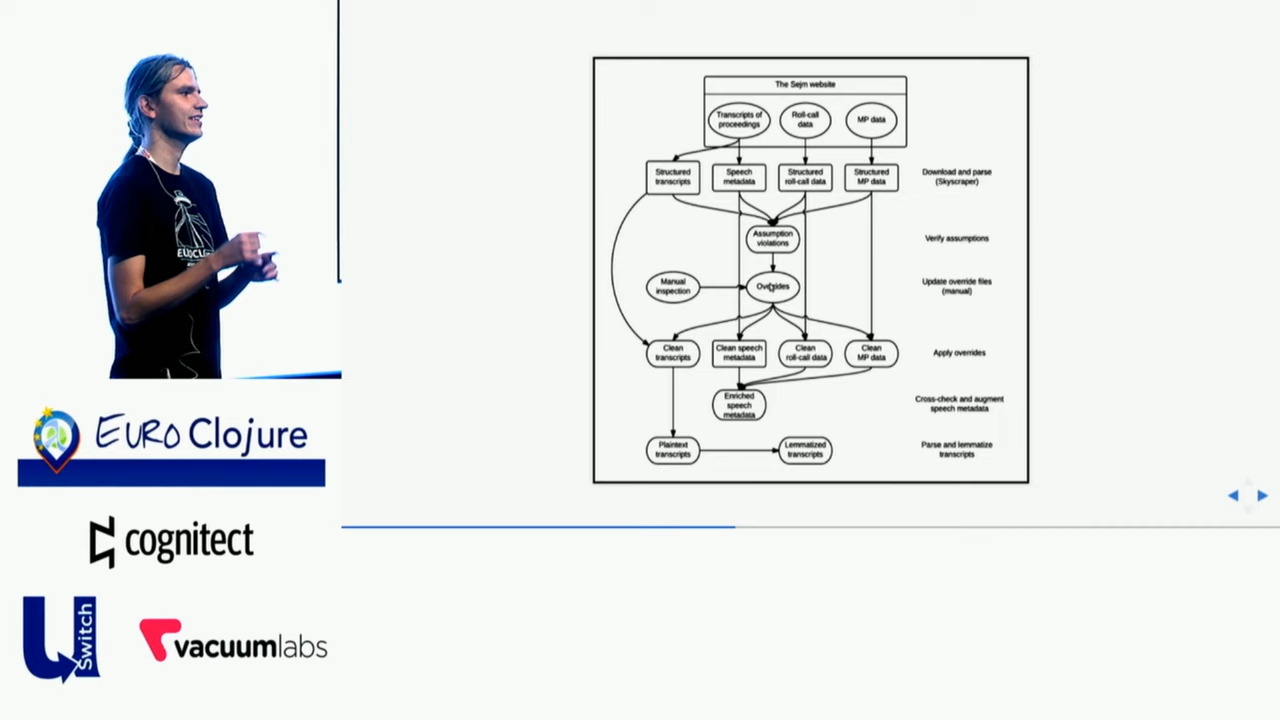 The Sejm website
Transcripts of
proceedings
Roll-call
data
MP data
Structured
transcripts
Speech
metadata
Structured
roll-call data
Structured
MP data
Download and parse
(Skyscraper)
Assumption
violations
Verify assumptions
Manual
inspection
Overrides
Update override files
(manual)
Clean
transcripts
Clean speech
metadata
Clean
roll-call data
Clean
MP data
Apply overrides
Enriched
speech
metadata
Cross-check and augment
speech metadata
Plaintext
transcripts
Lemmatized
transcripts
Parse and lemmatize
transcripts
EURO Clojure
cognitect
uSwitch
vacuumlabs